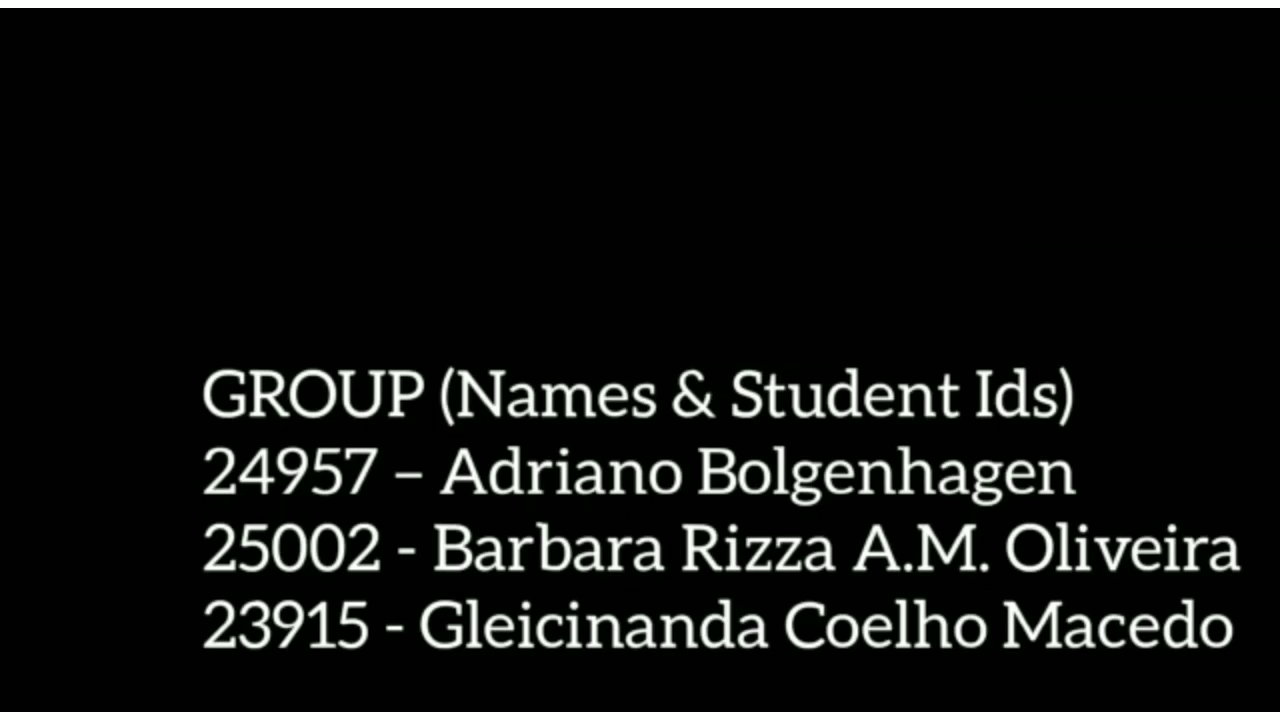 GROUP (Names & Student Ids)
24957 – Adriano Bolgenhagen
25002 - Barbara Rizza A.M. Oliveira
23915 - Gleicinanda Coelho Macedo